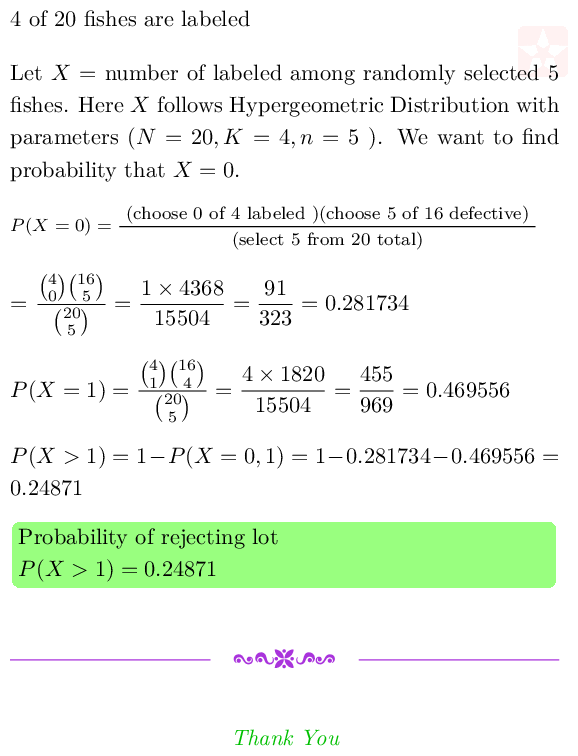 4 of 20 fishes are labeled
Let X = number of labeled among randomly selected 5
fishes. Here X follows Hypergeometric Distribution with
parameters (N = 20, K = 4, n = 5 ). We want to find
probability that X = 0.
P(X = 0) = (choose 0 of 4 labeled )(choose 5 of 16 defective) / (select 5 from 20 total)
= \frac{\binom{4}{0}\binom{16}{5}}{\binom{20}{5}} = \frac{1 × 4368}{15504} = \frac{91}{323} = 0.281734
P(X = 1) = \frac{\binom{4}{1}\binom{16}{4}}{\binom{20}{5}} = \frac{4 × 1820}{15504} = \frac{455}{969} = 0.469556
P(X > 1) = 1−P(X = 0, 1) = 1−0.281734−0.469556 =
0.24871
Probability of rejecting lot
P(X > 1) = 0.24871
Thank You